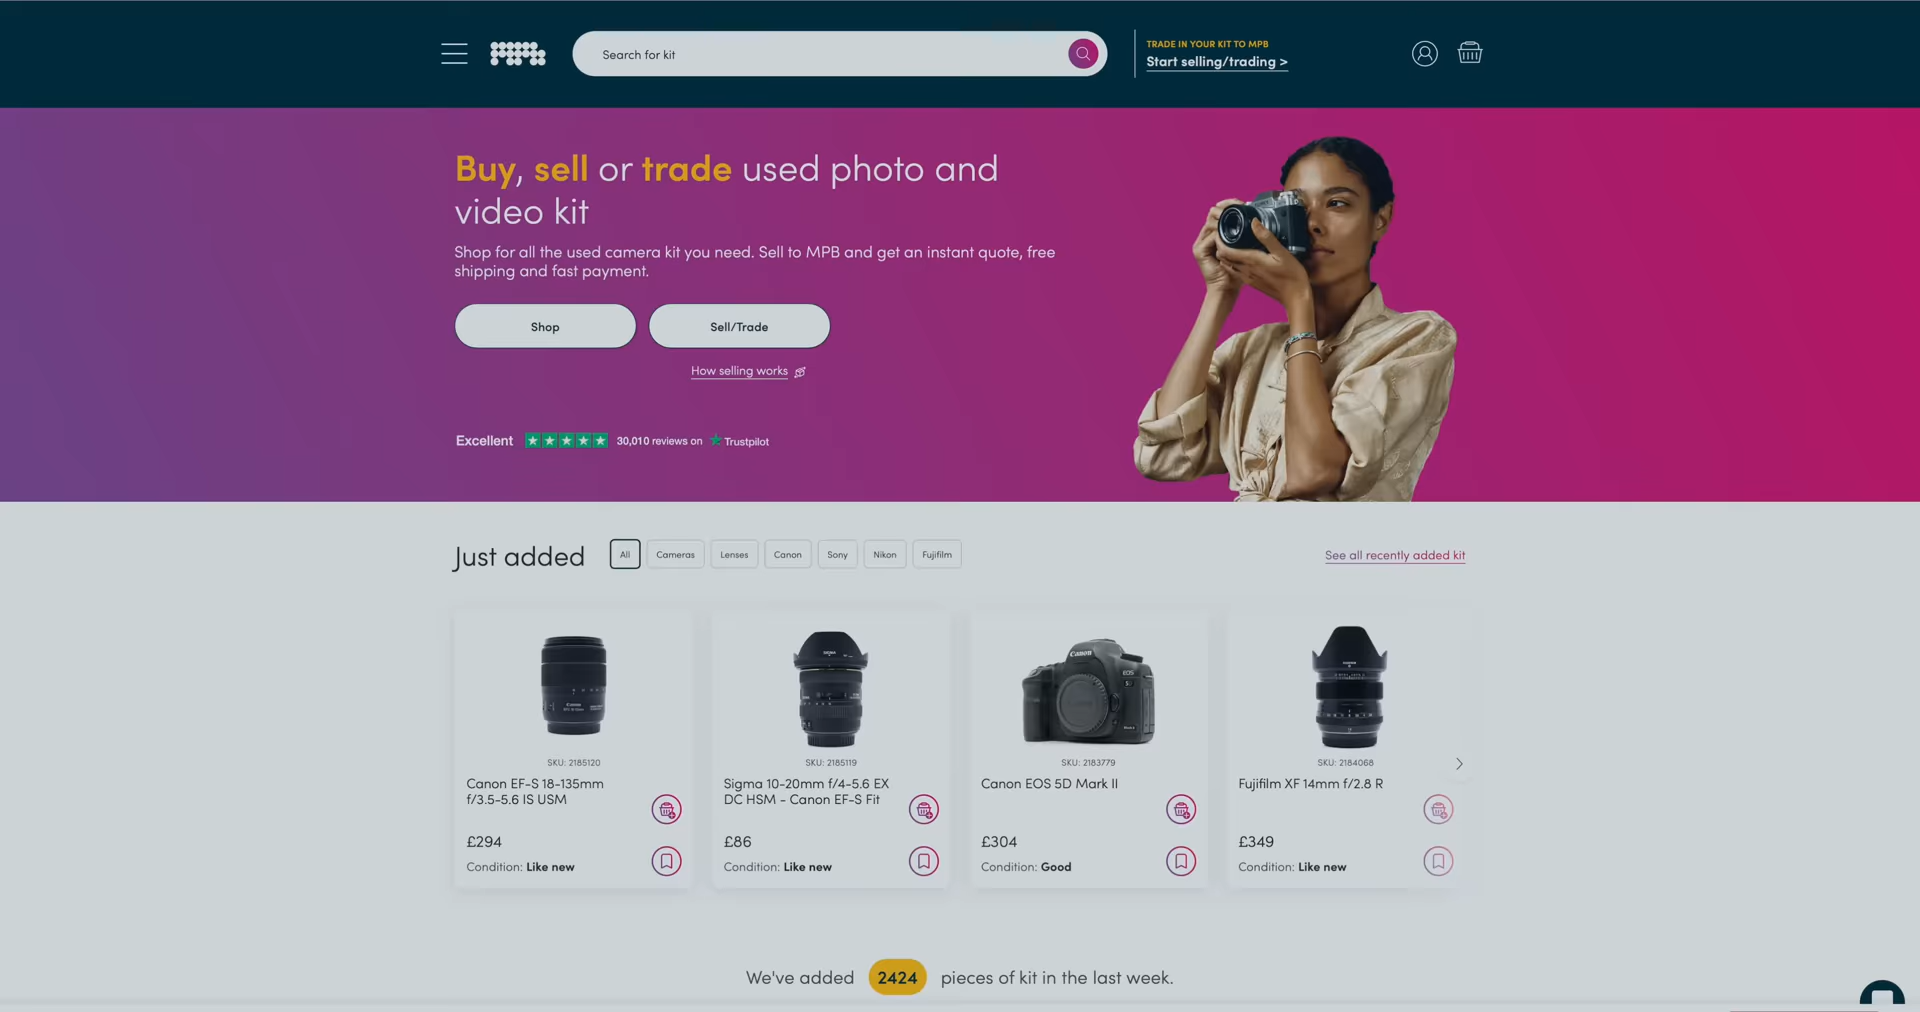 Search for kit
TRADE IN YOUR KIT TO MPB
Start selling/trading >
Buy, sell or trade used photo and
video kit
Shop for all the used camera kit you need. Sell to MPB and get an instant quote, free
shipping and fast payment.
Shop
Sell/Trade
How selling works
Excellent
30,010 reviews on
Trustpilot
Just added
All
Cameras
Lenses
Canon
Sony
Nikon
Fujifilm
See all recently added kit
Canon
SIGMA
Canon
EOS
5D
SKU: 2185120
Canon EF-S 18-135mm
f/3.5-5.6 IS USM
£294
Condition: Like new
SKU: 2185119
Sigma 10-20mm f/4-5.6 EX
DC HSM - Canon EF-S Fit
£86
Condition: Like new
SKU: 2183779
Canon EOS 5D Mark II
£304
Condition: Good
SKU: 2184068
Fujifilm XF 14mm f/2.8 R
£349
Condition: Like new
We've added 2424 pieces of kit in the last week.